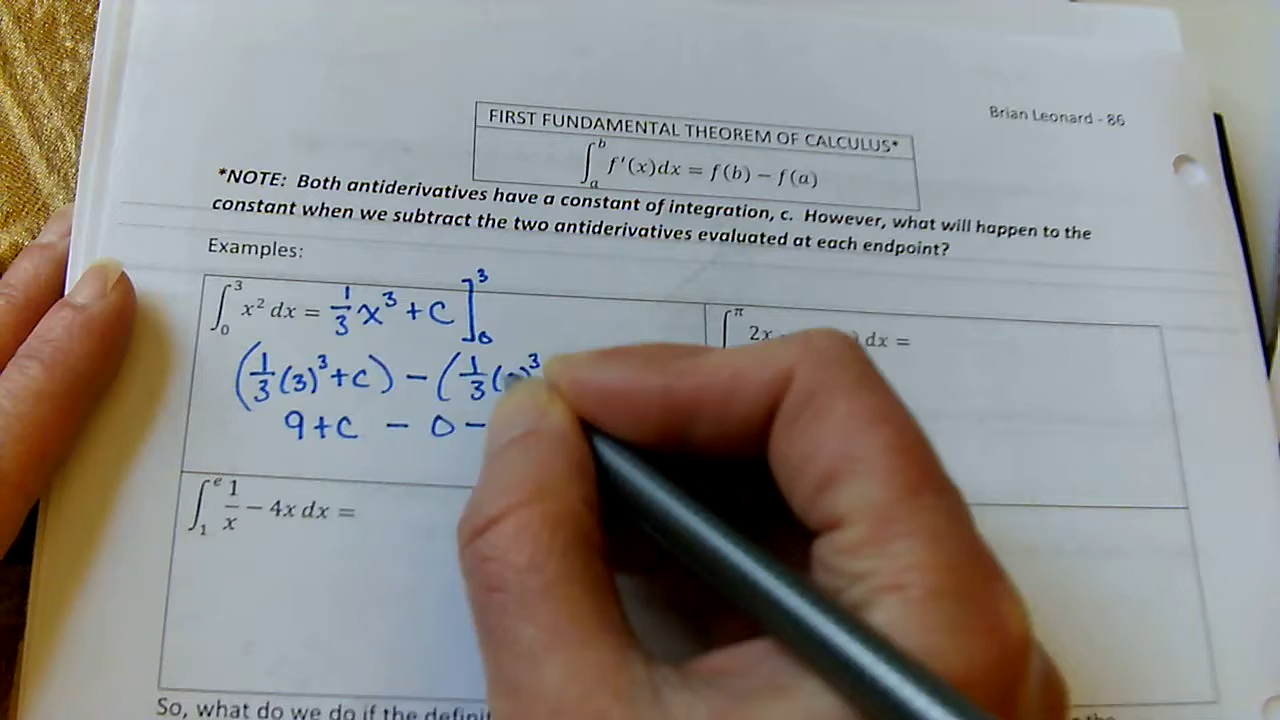 Brian Leonard - 86
FIRST FUNDAMENTAL THEOREM OF CALCULUS*
∫_a^b f'(x)dx = f(b) − f(a)
*NOTE: Both antiderivatives have a constant of integration, c. However, what will happen to the
constant when we subtract the two antiderivatives evaluated at each endpoint?
Examples:
∫_0^3 x² dx = 1/3 x³ + C ]_0^3
(1/3 (3)³ + C) − (1/3 ( )³
9 + C − 0 −
∫^π 2x dx =
∫_1^e 1/x − 4x dx =
So, what do we do if the